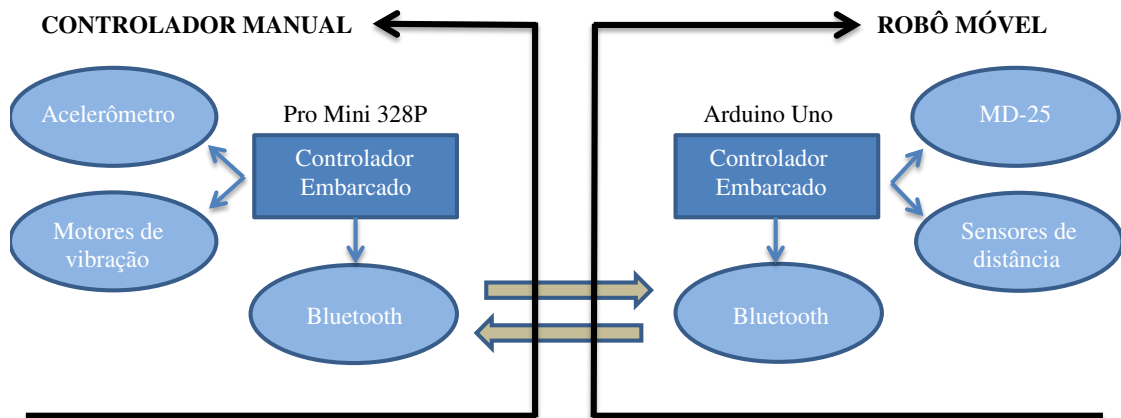 CONTROLADOR MANUAL
ROBÔ MÓVEL
Acelerômetro
Pro Mini 328P
Controlador
Embarcado
Motores de
vibração
Bluetooth
Arduino Uno
Controlador
Embarcado
MD-25
Sensores de
distância
Bluetooth